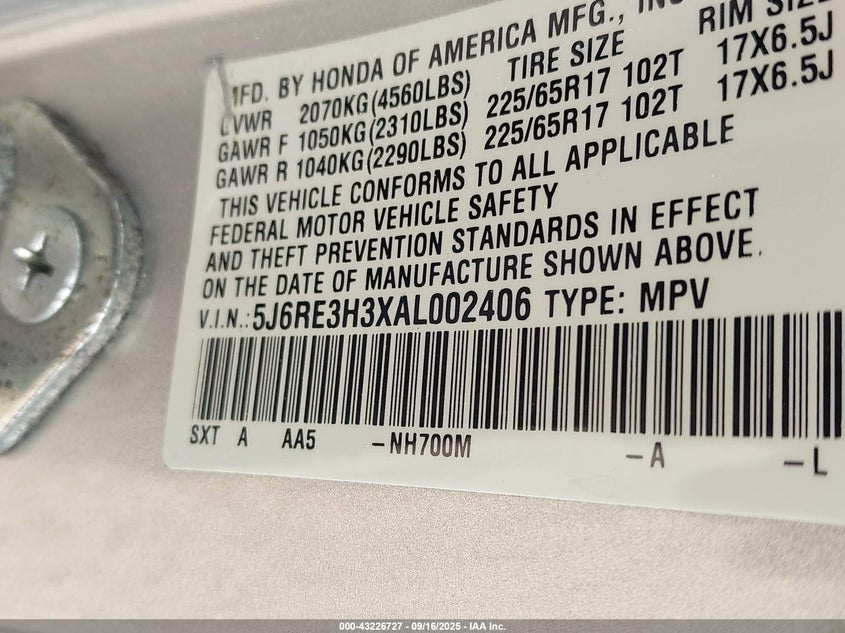 MFD. BY HONDA OF AMERICA MFG., INC
GVWR 2070KG(4560LBS) TIRE SIZE RIM SIZE
GAWR F 1050KG(2310LBS) 225/65R17 102T 17X6.5J
GAWR R 1040KG(2290LBS) 225/65R17 102T 17X6.5J
THIS VEHICLE CONFORMS TO ALL APPLICABLE
FEDERAL MOTOR VEHICLE SAFETY
AND THEFT PREVENTION STANDARDS IN EFFECT
ON THE DATE OF MANUFACTURE SHOWN ABOVE.
V.I.N.: 5J6RE3H3XAL002406 TYPE: MPV
SXT A AA5 -NH700M -A -L
000-43226727 - 09/16/2025 - IAA Inc.